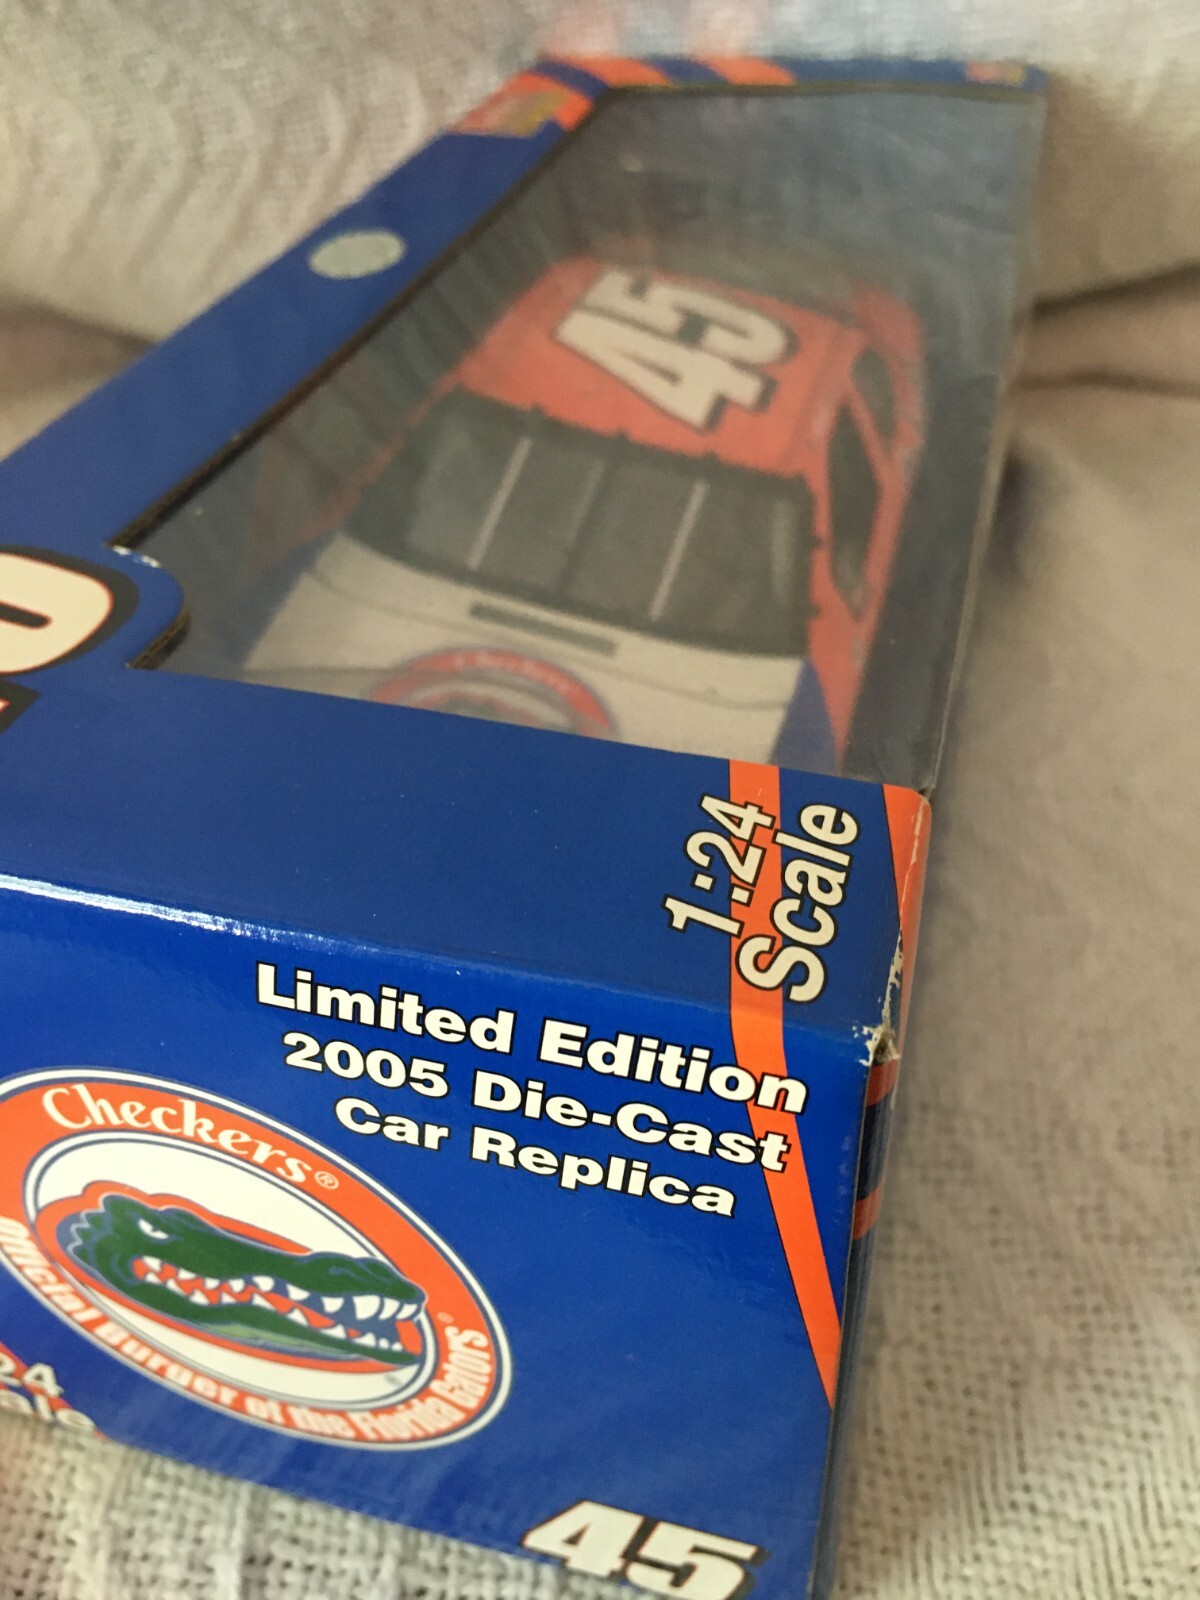 45
1:24
Scale
Limited Edition
2005 Die-Cast
Car Replica
Checkers®
Official Burger of the Florida Gators
45